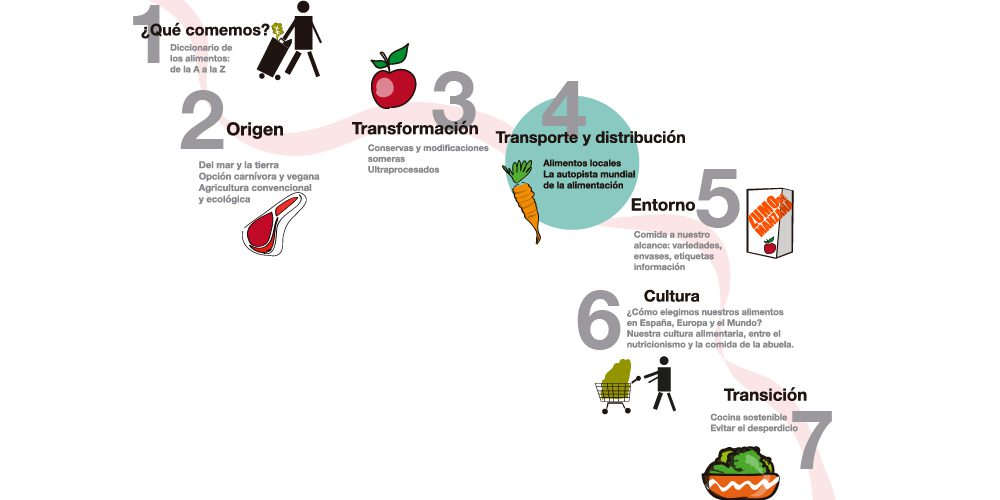 1
¿Qué comemos?
Diccionario de
los alimentos:
de la A a la Z
2
Origen
Del mar y la tierra
Opción carnívora y vegana
Agricultura convencional
y ecológica
3
Transformación
Conservas y modificaciones
someras
Ultraprocesados
4
Transporte y distribución
Alimentos locales
La autopista mundial
de la alimentación
5
Entorno
Comida a nuestro
alcance: variedades,
envases, etiquetas
información
ZUMO DE
MANZANA
6
Cultura
¿Cómo elegimos nuestros alimentos
en España, Europa y el Mundo?
Nuestra cultura alimentaria, entre el
nutricionismo y la comida de la abuela.
Transición
7
Cocina sostenible
Evitar el desperdicio